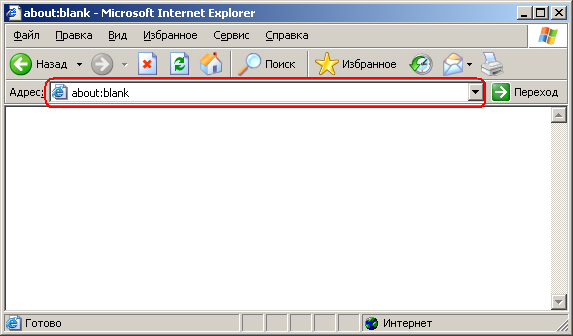 about:blank - Microsoft Internet Explorer
Файл Правка Вид Избранное Сервис Справка
Назад Поиск Избранное
Адрес: about:blank Переход
Готово Интернет